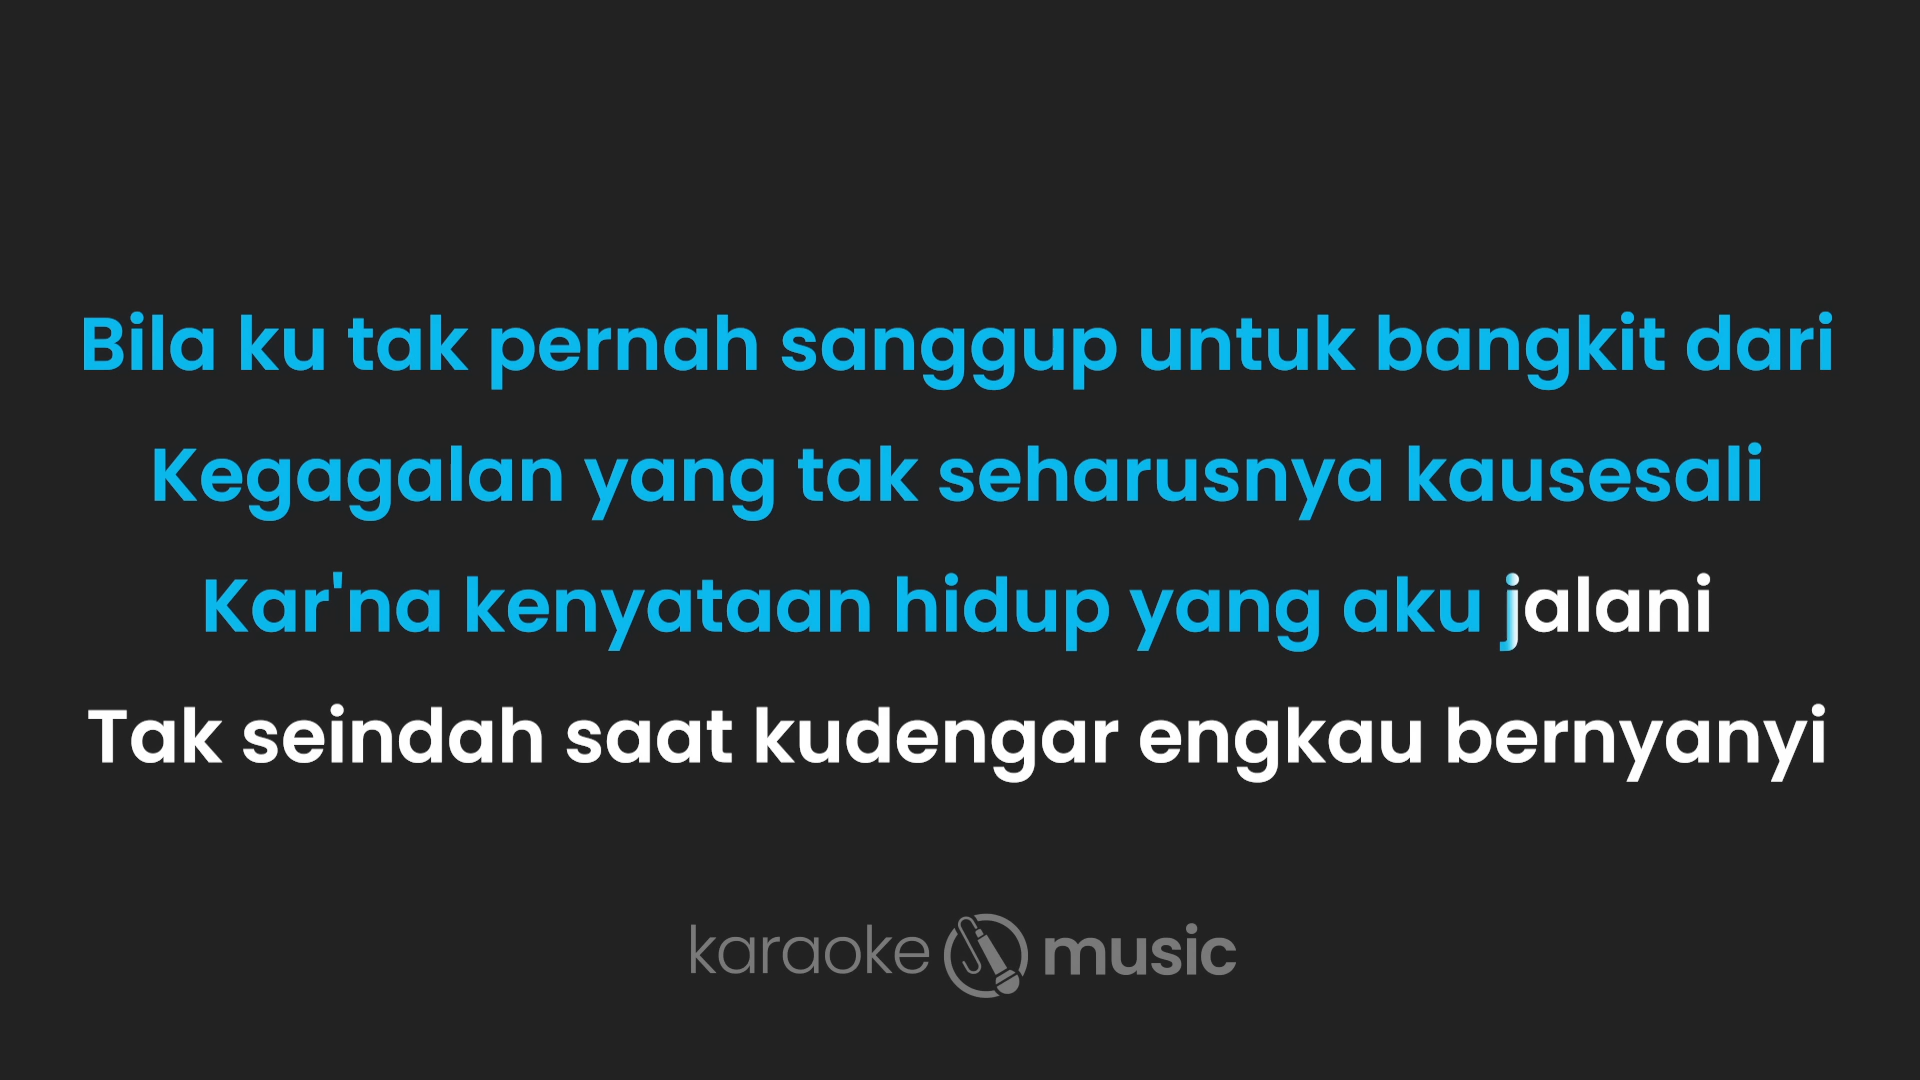 Bila ku tak pernah sanggup untuk bangkit dari
Kegagalan yang tak seharusnya kausesali
Kar'na kenyataan hidup yang aku jalani
Tak seindah saat kudengar engkau bernyanyi
karaoke music